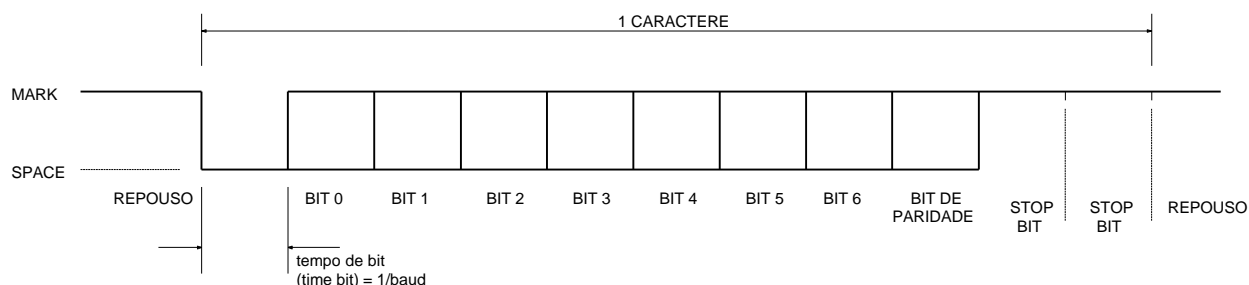 1 CARACTERE
MARK
SPACE
REPOUSO
BIT 0
BIT 1
BIT 2
BIT 3
BIT 4
BIT 5
BIT 6
BIT DE
PARIDADE
STOP
BIT
STOP
BIT
REPOUSO
tempo de bit
(time bit) = 1/baud